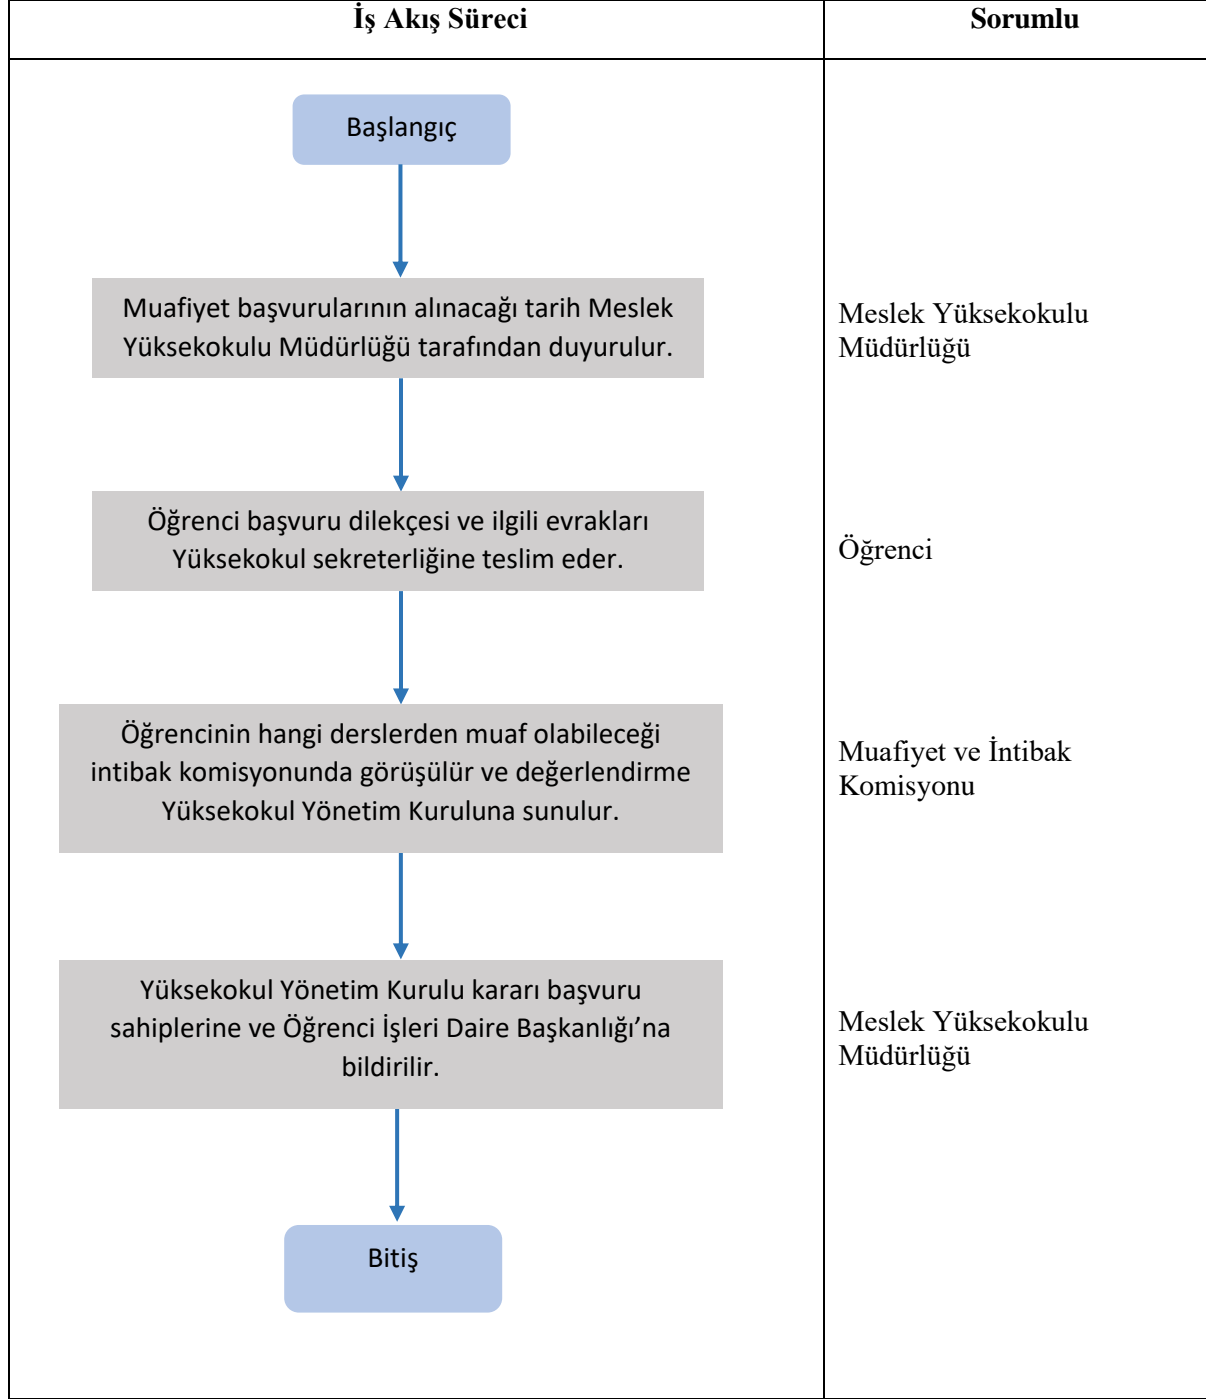 İş Akış Süreci
Sorumlu
Başlangıç
Muafiyet başvurularının alınacağı tarih Meslek
Yüksekokulu Müdürlüğü tarafından duyurulur.
Meslek Yüksekokulu
Müdürlüğü
Öğrenci başvuru dilekçesi ve ilgili evrakları
Yüksekokul sekreterliğine teslim eder.
Öğrenci
Öğrencinin hangi derslerden muaf olabileceği
intibak komisyonunda görüşülür ve değerlendirme
Yüksekokul Yönetim Kuruluna sunulur.
Muafiyet ve İntibak
Komisyonu
Yüksekokul Yönetim Kurulu kararı başvuru
sahiplerine ve Öğrenci İşleri Daire Başkanlığı’na
bildirilir.
Meslek Yüksekokulu
Müdürlüğü
Bitiş